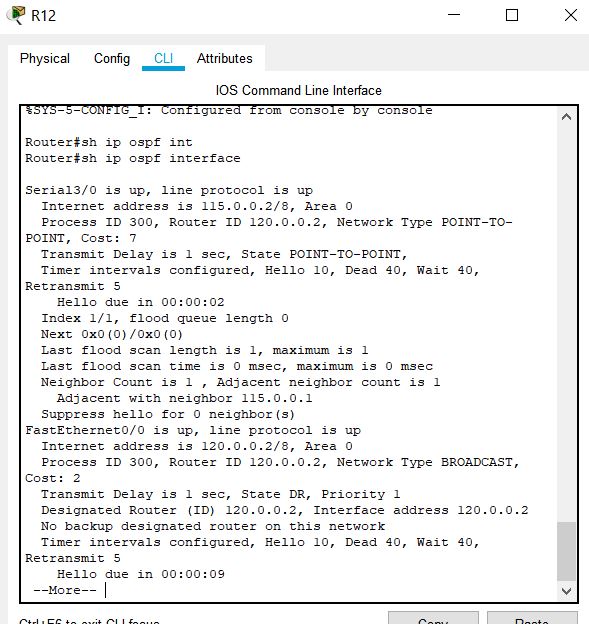 R12
Physical Config CLI Attributes
IOS Command Line Interface
%SYS-5-CONFIG_I: Configured from console by console
Router#sh ip ospf int
Router#sh ip ospf interface
Serial3/0 is up, line protocol is up
Internet address is 115.0.0.2/8, Area 0
Process ID 300, Router ID 120.0.0.2, Network Type POINT-TO-
POINT, Cost: 7
Transmit Delay is 1 sec, State POINT-TO-POINT,
Timer intervals configured, Hello 10, Dead 40, Wait 40,
Retransmit 5
Hello due in 00:00:02
Index 1/1, flood queue length 0
Next 0x0(0)/0x0(0)
Last flood scan length is 1, maximum is 1
Last flood scan time is 0 msec, maximum is 0 msec
Neighbor Count is 1 , Adjacent neighbor count is 1
Adjacent with neighbor 115.0.0.1
Suppress hello for 0 neighbor(s)
FastEthernet0/0 is up, line protocol is up
Internet address is 120.0.0.2/8, Area 0
Process ID 300, Router ID 120.0.0.2, Network Type BROADCAST,
Cost: 2
Transmit Delay is 1 sec, State DR, Priority 1
Designated Router (ID) 120.0.0.2, Interface address 120.0.0.2
No backup designated router on this network
Timer intervals configured, Hello 10, Dead 40, Wait 40,
Retransmit 5
Hello due in 00:00:09
--More--
Ctrl+F6 to exit CLI focus Copy Paste